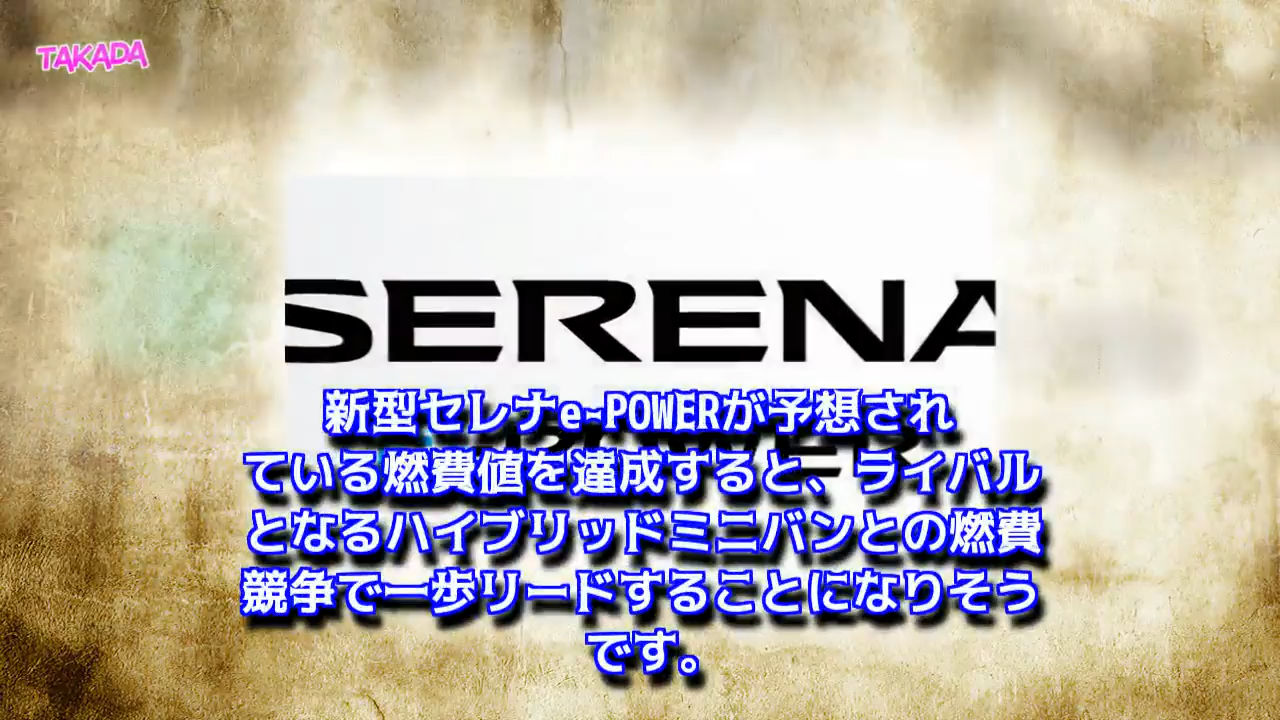 TAKADA
SERENA
新型セレナe-POWERが予想され
ている燃費値を達成すると、ライバル
となるハイブリッドミニバンとの燃費
競争で一歩リードすることになりそう
です。